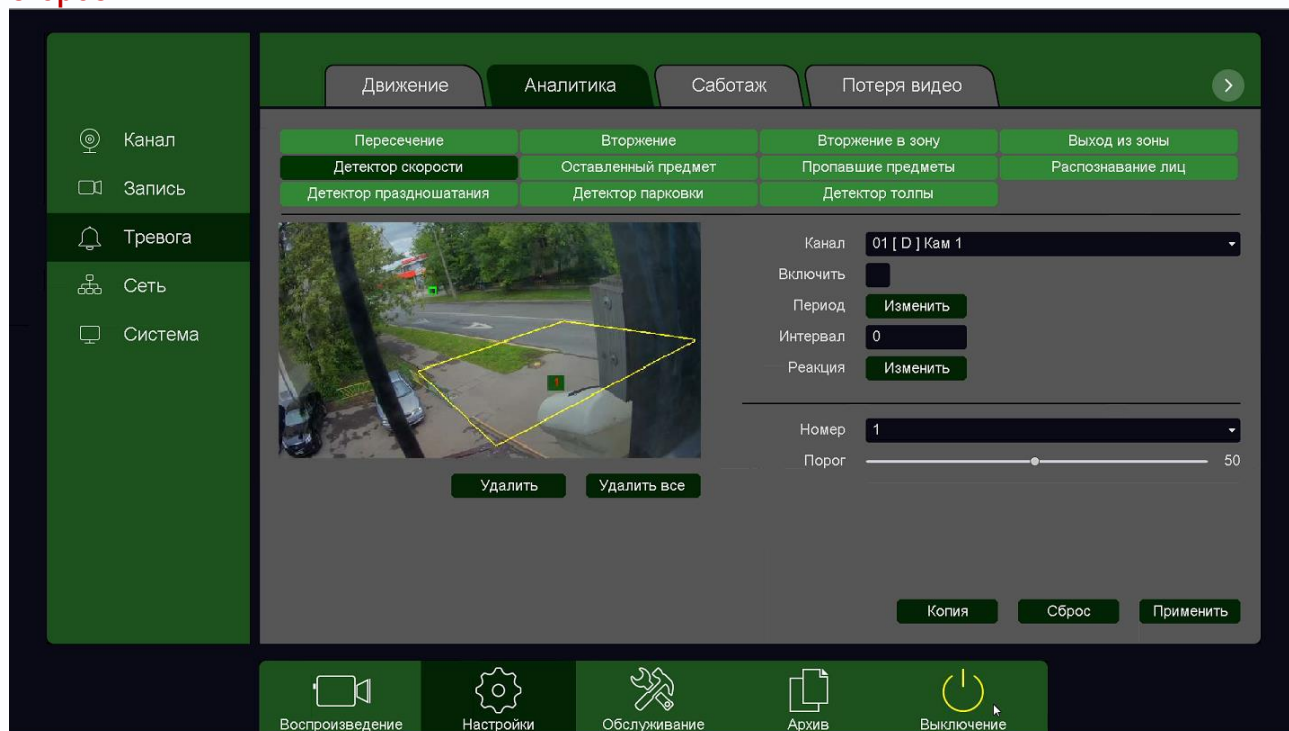 Движение Аналитика Саботаж Потеря видео
Канал
Запись
Тревога
Сеть
Система
Пересечение Вторжение Вторжение в зону Выход из зоны
Детектор скорости Оставленный предмет Пропавшие предметы Распознавание лиц
Детектор праздношатания Детектор парковки Детектор толпы
1
Удалить Удалить все
Канал 01 [ D ] Кам 1
Включить
Период Изменить
Интервал 0
Реакция Изменить
Номер 1
Порог 50
Копия Сброс Применить
Воспроизведение Настройки Обслуживание Архив Выключение